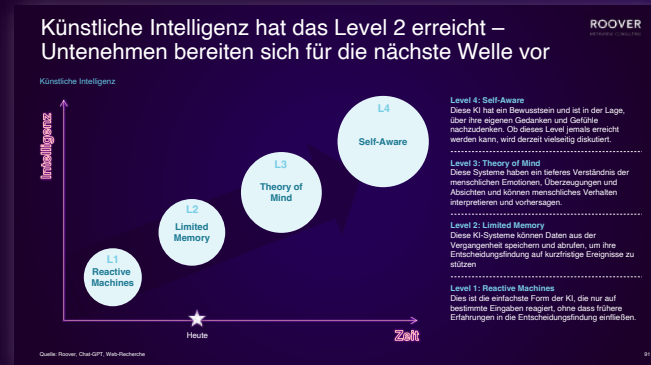 Künstliche Intelligenz hat das Level 2 erreicht –
Untenehmen bereiten sich für die nächste Welle vor
ROOVER
Künstliche Intelligenz
Intelligenz
L4
Self-Aware
L3
Theory of
Mind
L2
Limited
Memory
L1
Reactive
Machines
Heute
Zeit
Level 4: Self-Aware
Diese KI hat ein Bewusstsein und ist in der Lage,
über ihre eigenen Gedanken und Gefühle
nachzudenken. Ob dieses Level jemals erreicht
werden kann, wird derzeit vielseitig diskutiert.
Level 3: Theory of Mind
Diese Systeme haben ein tieferes Verständnis der
menschlichen Emotionen, Überzeugungen und
Absichten und können menschliches Verhalten
interpretieren und vorhersagen.
Level 2: Limited Memory
Diese KI-Systeme können Daten aus der
Vergangenheit speichern und abrufen, um ihre
Entscheidungsfindung auf kurzfristige Ereignisse zu
stützen
Level 1: Reactive Machines
Dies ist die einfachste Form der KI, die nur auf
bestimmte Eingaben reagiert, ohne dass frühere
Erfahrungen in die Entscheidungsfindung einfließen.
Quelle: Roover, Chat-GPT, Web-Recherche
91